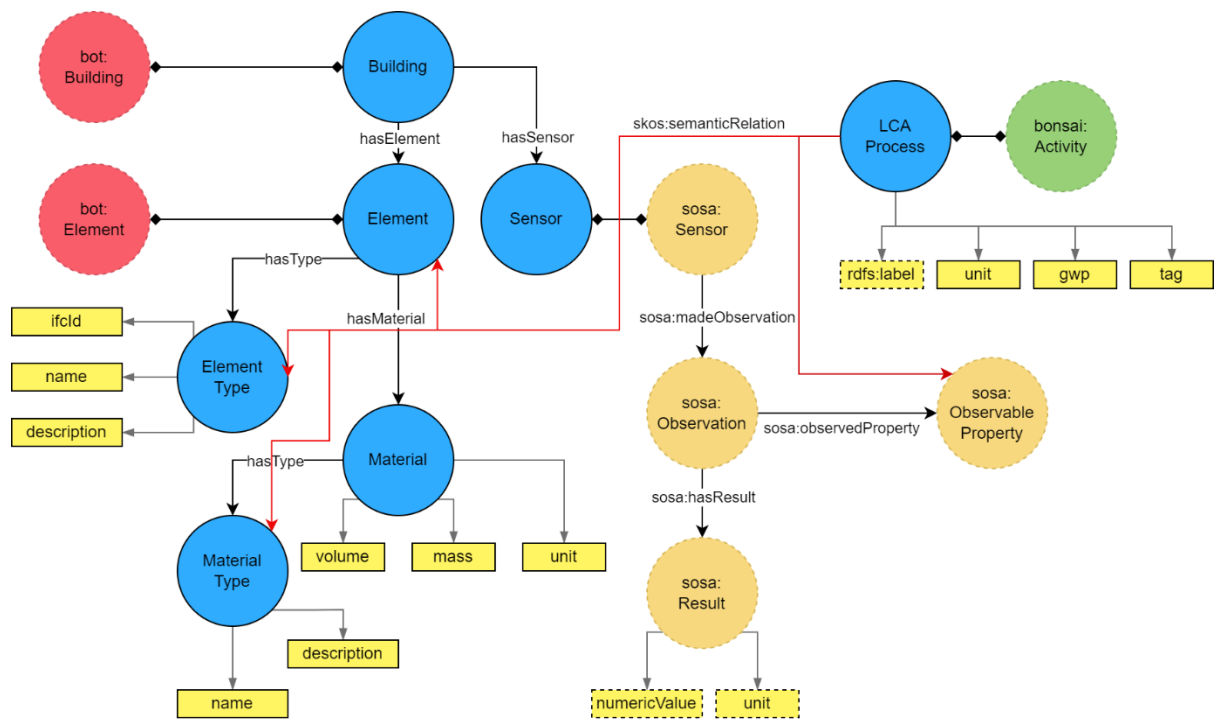 bot:
Building
Building
hasElement
hasSensor
skos:semanticRelation
LCA
Process
bonsai:
Activity
bot:
Element
Element
Sensor
sosa:
Sensor
rdfs:label
unit
gwp
tag
hasType
hasMaterial
sosa:madeObservation
ifcId
name
description
Element
Type
sosa:
Observation
sosa:observedProperty
sosa:
Observable
Property
hasType
Material
sosa:hasResult
volume
mass
unit
Material
Type
sosa:
Result
description
name
numericValue
unit